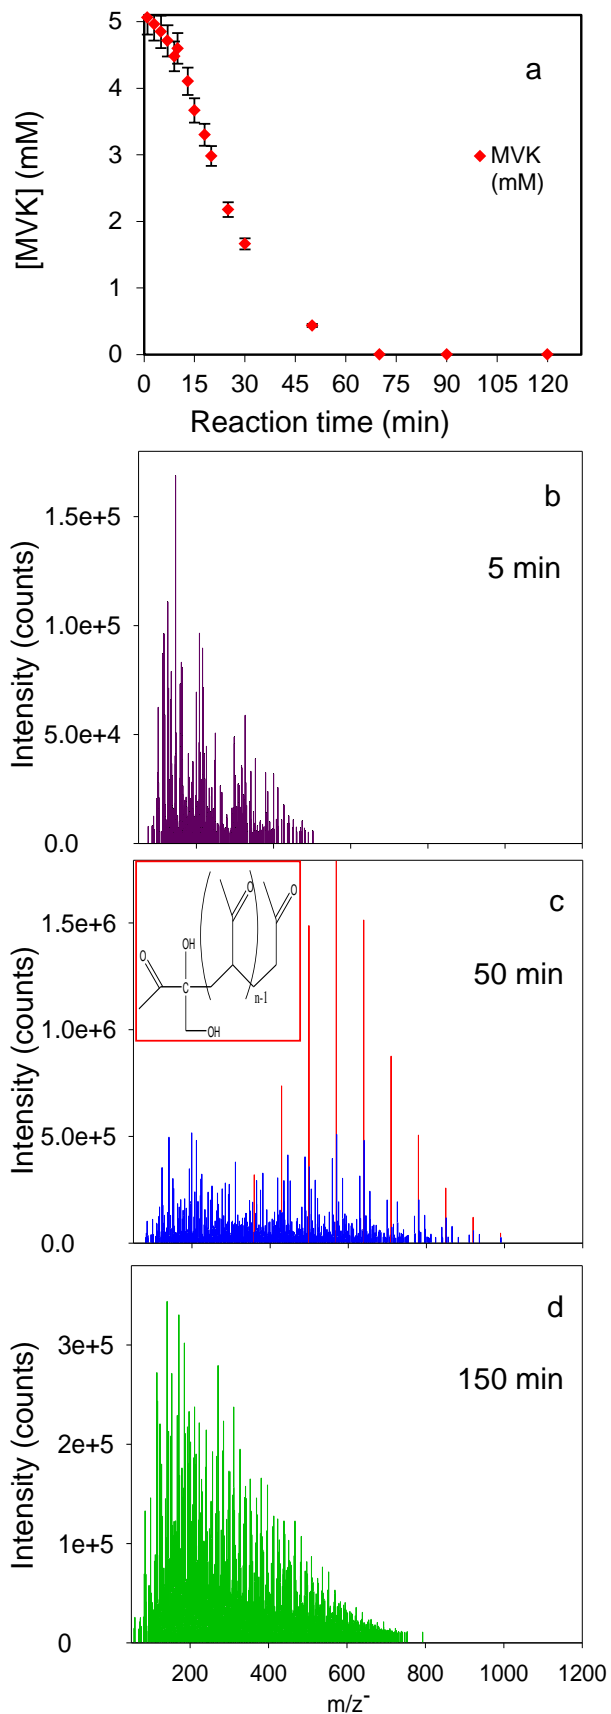 5
4
3
2
1
0
[MVK] (mM)
a
MVK
(mM)
0 15 30 45 60 75 90 105 120
Reaction time (min)
b
5 min
1.5e+5
1.0e+5
5.0e+4
0.0
Intensity (counts)
c
50 min
1.5e+6
1.0e+6
5.0e+5
0.0
Intensity (counts)
O
O
OH
O
C
n-1
OH
d
150 min
3e+5
2e+5
1e+5
0
Intensity (counts)
200 400 600 800 1000 1200
m/z-